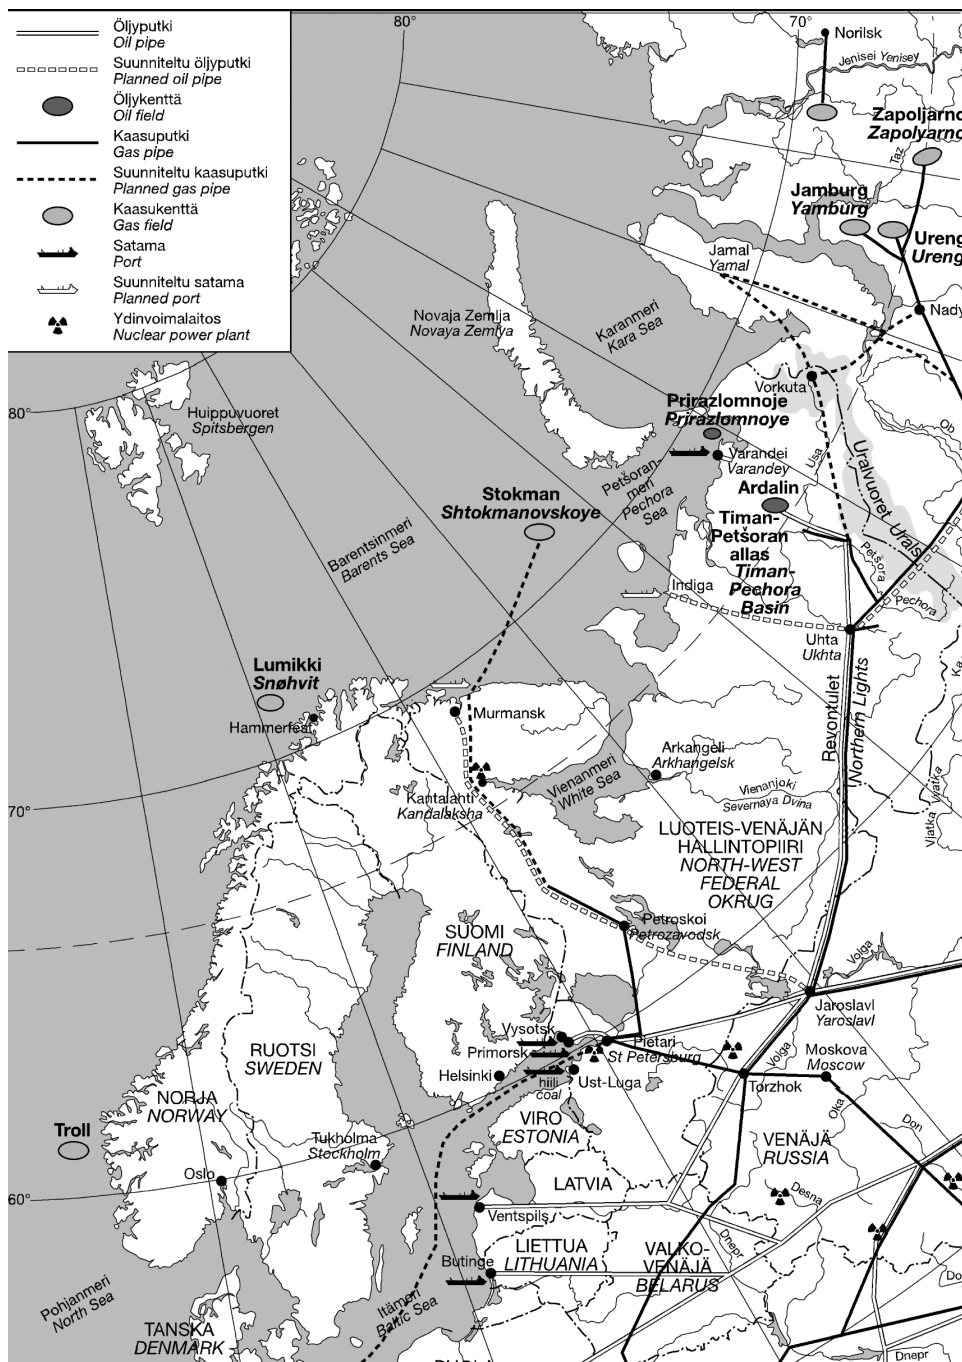 Öljyputki
Oil pipe
Suunniteltu öljyputki
Planned oil pipe
Öljykenttä
Oil field
Kaasuputki
Gas pipe
Suunniteltu kaasuputki
Planned gas pipe
Kaasukenttä
Gas field
Satama
Port
Suunniteltu satama
Planned port
Ydinvoimalaitos
Nuclear power plant
80°
70°
Norilsk
Jenisei Yenisey
Zapoljarno
Zapolyarno
Taz
Jamburg
Yamburg
Ureng
Ureng
Jamal
Yamal
Nady
Novaja Zemlja
Novaya Zemlya
Karanmeri
Kara Sea
Vorkuta
80°
Huippuvuoret
Spitsbergen
Prirazlomnoje
Prirazlomnoye
Ob
Varandei
Varandey
Usa
Uralvuoret Urals
Petšoran-
meri
Pechora
Sea
Stokman
Shtokmanovskoye
Ardalin
Barentsinmeri
Barents Sea
Timan-
Petšoran
allas
Timan-
Pechora
Basin
Petšora
Pechora
Indiga
Uhta
Ukhta
Ka
Lumikki
Snøhvit
Hammerfest
Murmansk
Revontulet
Northern Lights
Arkangeli
Arkhangelsk
Vienanmeri
White Sea
Vienanjoki
Severnaya Dvina
Kantalahti
Kandalaksha
70°
Vjatka Vyatka
LUOTEIS-VENÄJÄN
HALLINTOPIIRI
NORTH-WEST
FEDERAL
OKRUG
Petroskoi
Petrozavodsk
SUOMI
FINLAND
Volga
Jaroslavl
Yaroslavl
Vysotsk
Pietari
St Petersburg
Primorsk
RUOTSI
SWEDEN
Helsinki
hiili
coal
Ust-Luga
Volga
Moskova
Moscow
Torzhok
NORJA
NORWAY
Oka
Don
VIRO
ESTONIA
Troll
Tukholma
Stockholm
VENÄJÄ
RUSSIA
Oslo
LATVIA
Desna
60°
Ventspils
Dnepr
LIETTUA
LITHUANIA
VALKO-
VENÄJÄ
BELARUS
Butinge
Pohjanmeri
North Sea
Itämeri
Baltic Sea
Do
TANSKA
DENMARK
Dnepr